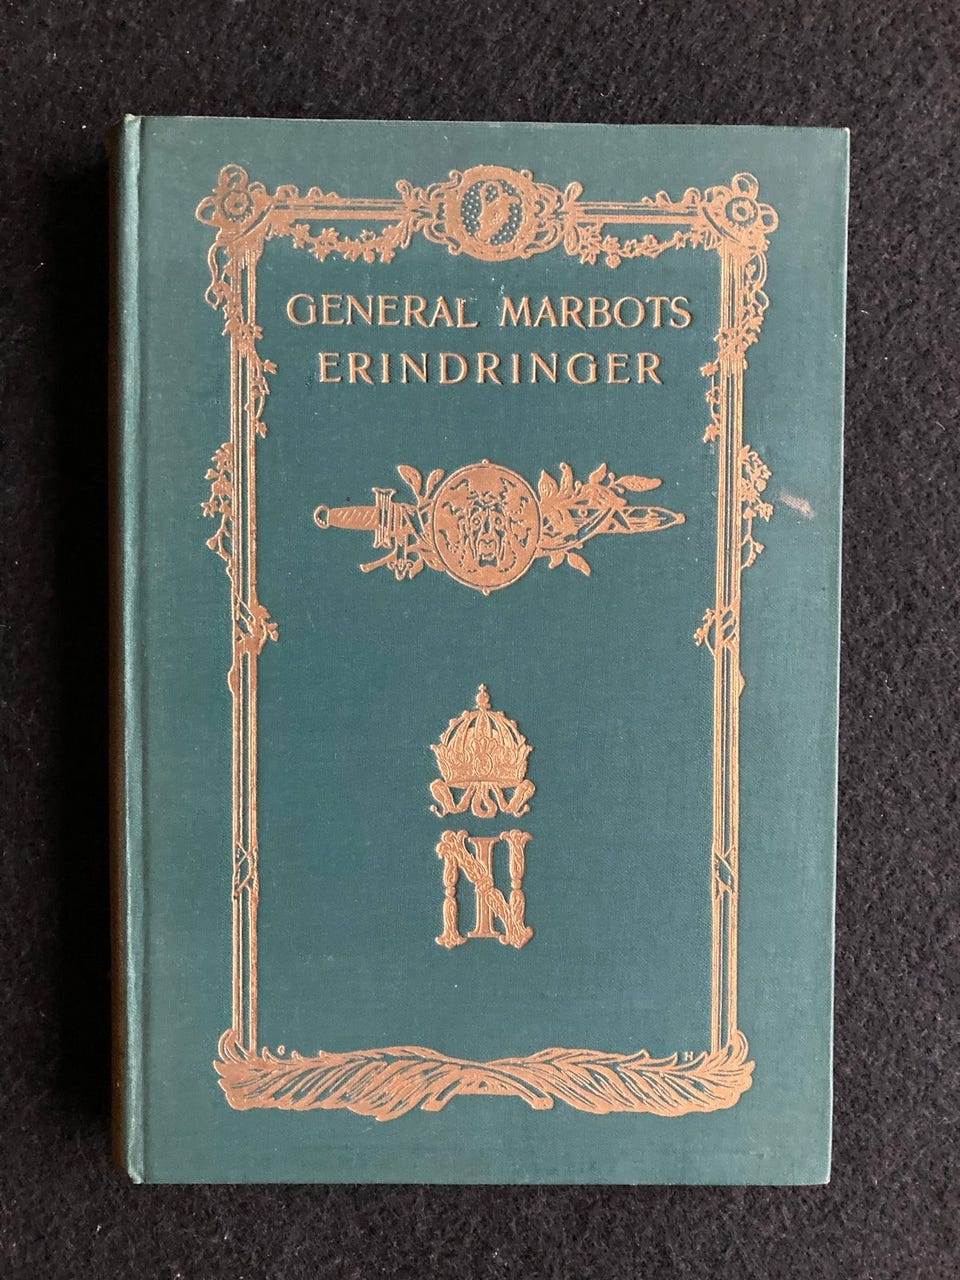 GENERAL MARBOTS
ERINDRINGER
N
G H